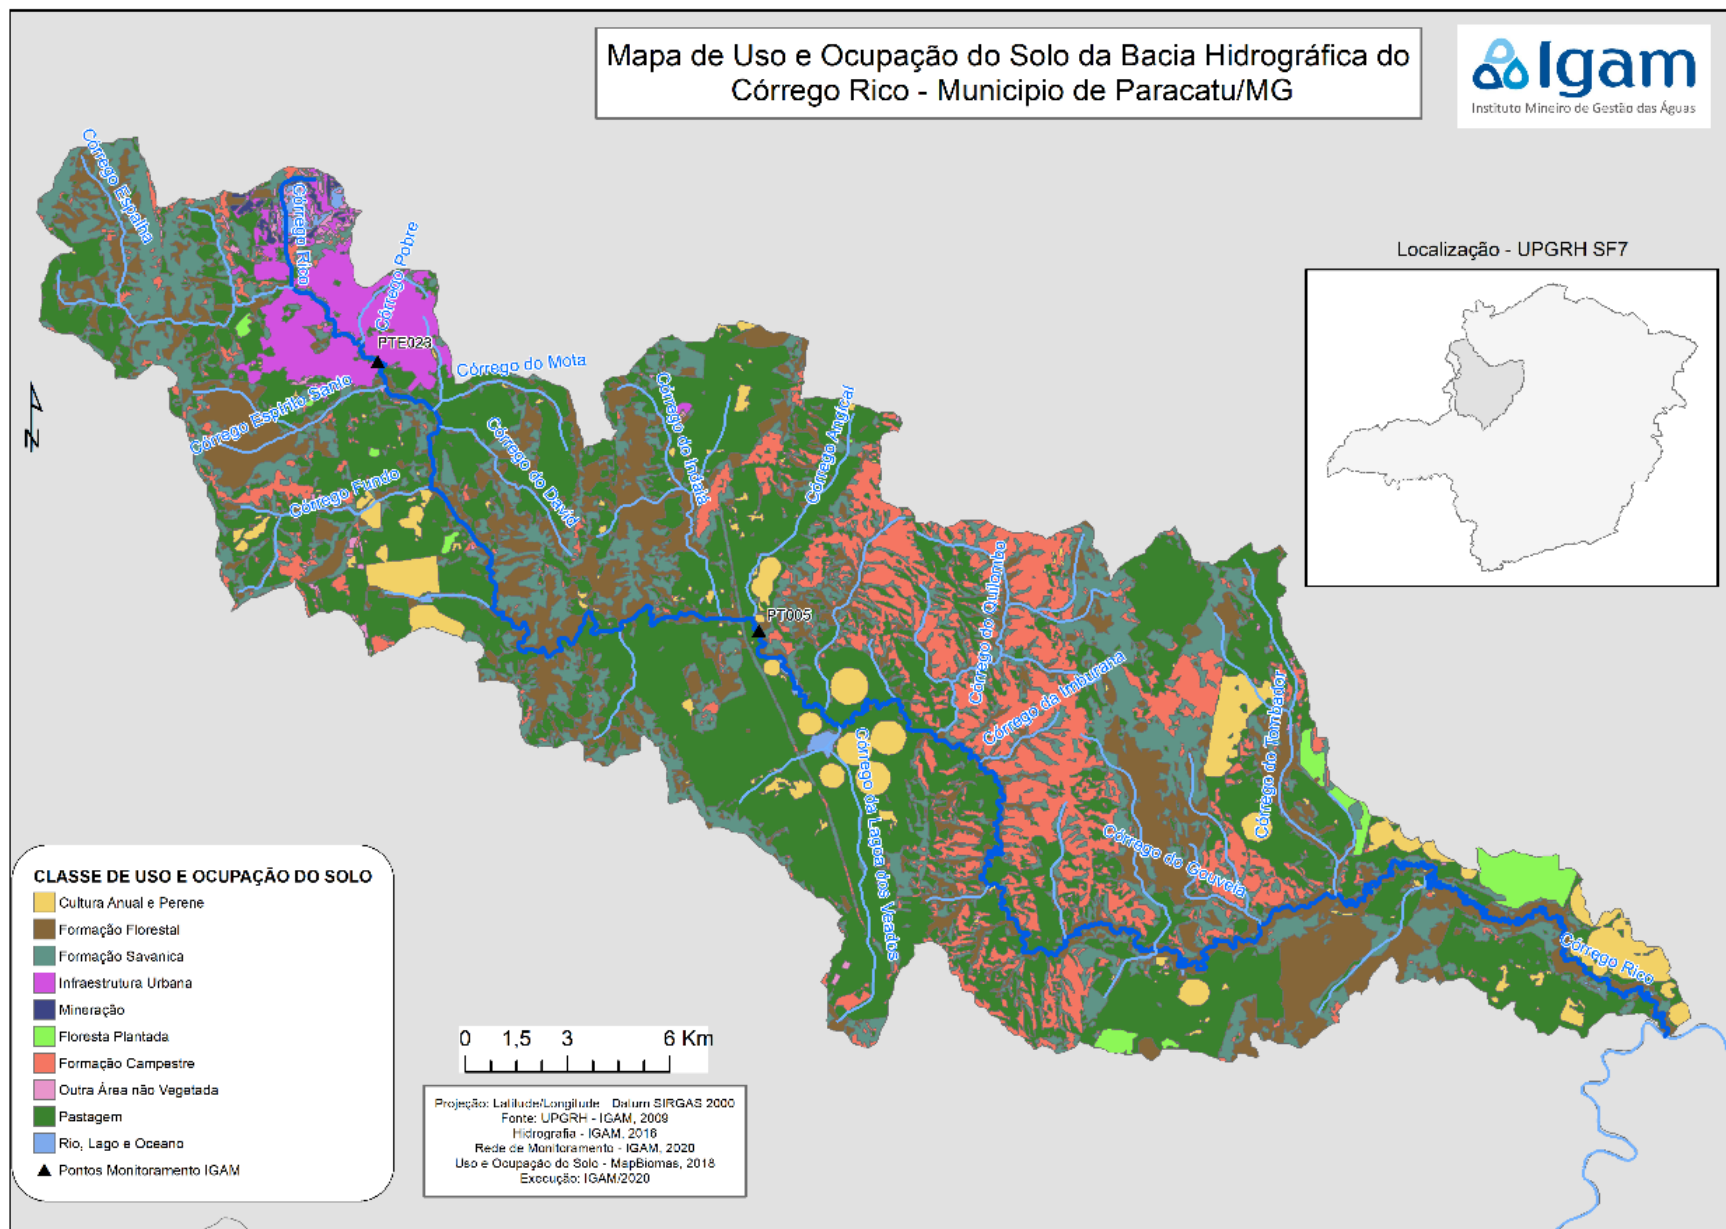 Mapa de Uso e Ocupação do Solo da Bacia Hidrográfica do
Córrego Rico - Municipio de Paracatu/MG
Igam
Instituto Mineiro de Gestão das Águas
Localização - UPGRH SF7
Córrego Espalha
Córrego Rico
Córrego Pobre
PTE023
Córrego do Mota
Córrego Espírito Santo
Córrego Fundo
Córrego do David
Córrego do Indaiá
Córrego Angical
PT005
Córrego do Quilombo
Córrego da Imburana
Córrego do Tombador
Córrego da Lagoa dos Veados
Córrego do Gouveia
Córrego Rico
N
CLASSE DE USO E OCUPAÇÃO DO SOLO
Cultura Anual e Perene
Formação Florestal
Formação Savanica
Infraestrutura Urbana
Mineração
Floresta Plantada
Formação Campestre
Outra Área não Vegetada
Pastagem
Rio, Lago e Oceano
Pontos Monitoramento IGAM
0 1,5 3 6 Km
Projeção: Latitude/Longitude Datum SIRGAS 2000
Fonte: UPGRH - IGAM, 2009
Hidrografia - IGAM, 2016
Rede de Monitoramento - IGAM, 2020
Uso e Ocupação do Solo - MapBiomas, 2018
Execução: IGAM/2020